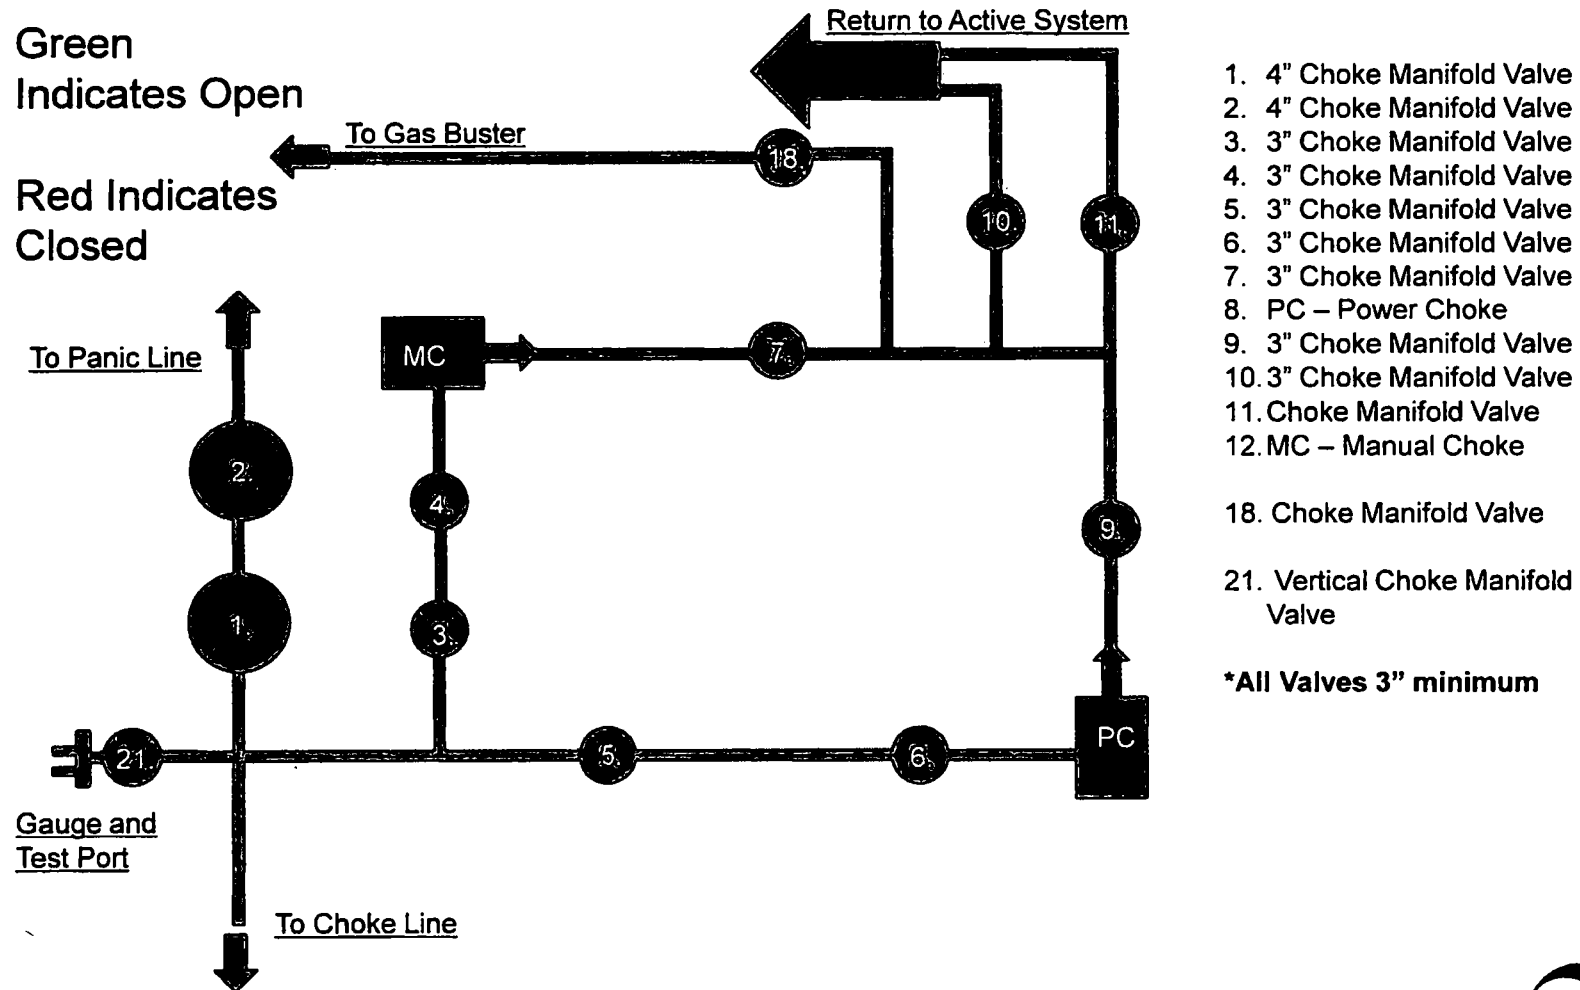 Green
Indicates Open
Red Indicates
Closed
Return to Active System
To Gas Buster
18
10.
11.
To Panic Line
MC
7.
2.
4.
9.
1.
3.
PC
21.
5.
6.
Gauge and
Test Port
To Choke Line
1. 4" Choke Manifold Valve
2. 4" Choke Manifold Valve
3. 3" Choke Manifold Valve
4. 3" Choke Manifold Valve
5. 3" Choke Manifold Valve
6. 3" Choke Manifold Valve
7. 3" Choke Manifold Valve
8. PC – Power Choke
9. 3" Choke Manifold Valve
10. 3" Choke Manifold Valve
11. Choke Manifold Valve
12. MC – Manual Choke
18. Choke Manifold Valve
21. Vertical Choke Manifold
Valve
*All Valves 3" minimum